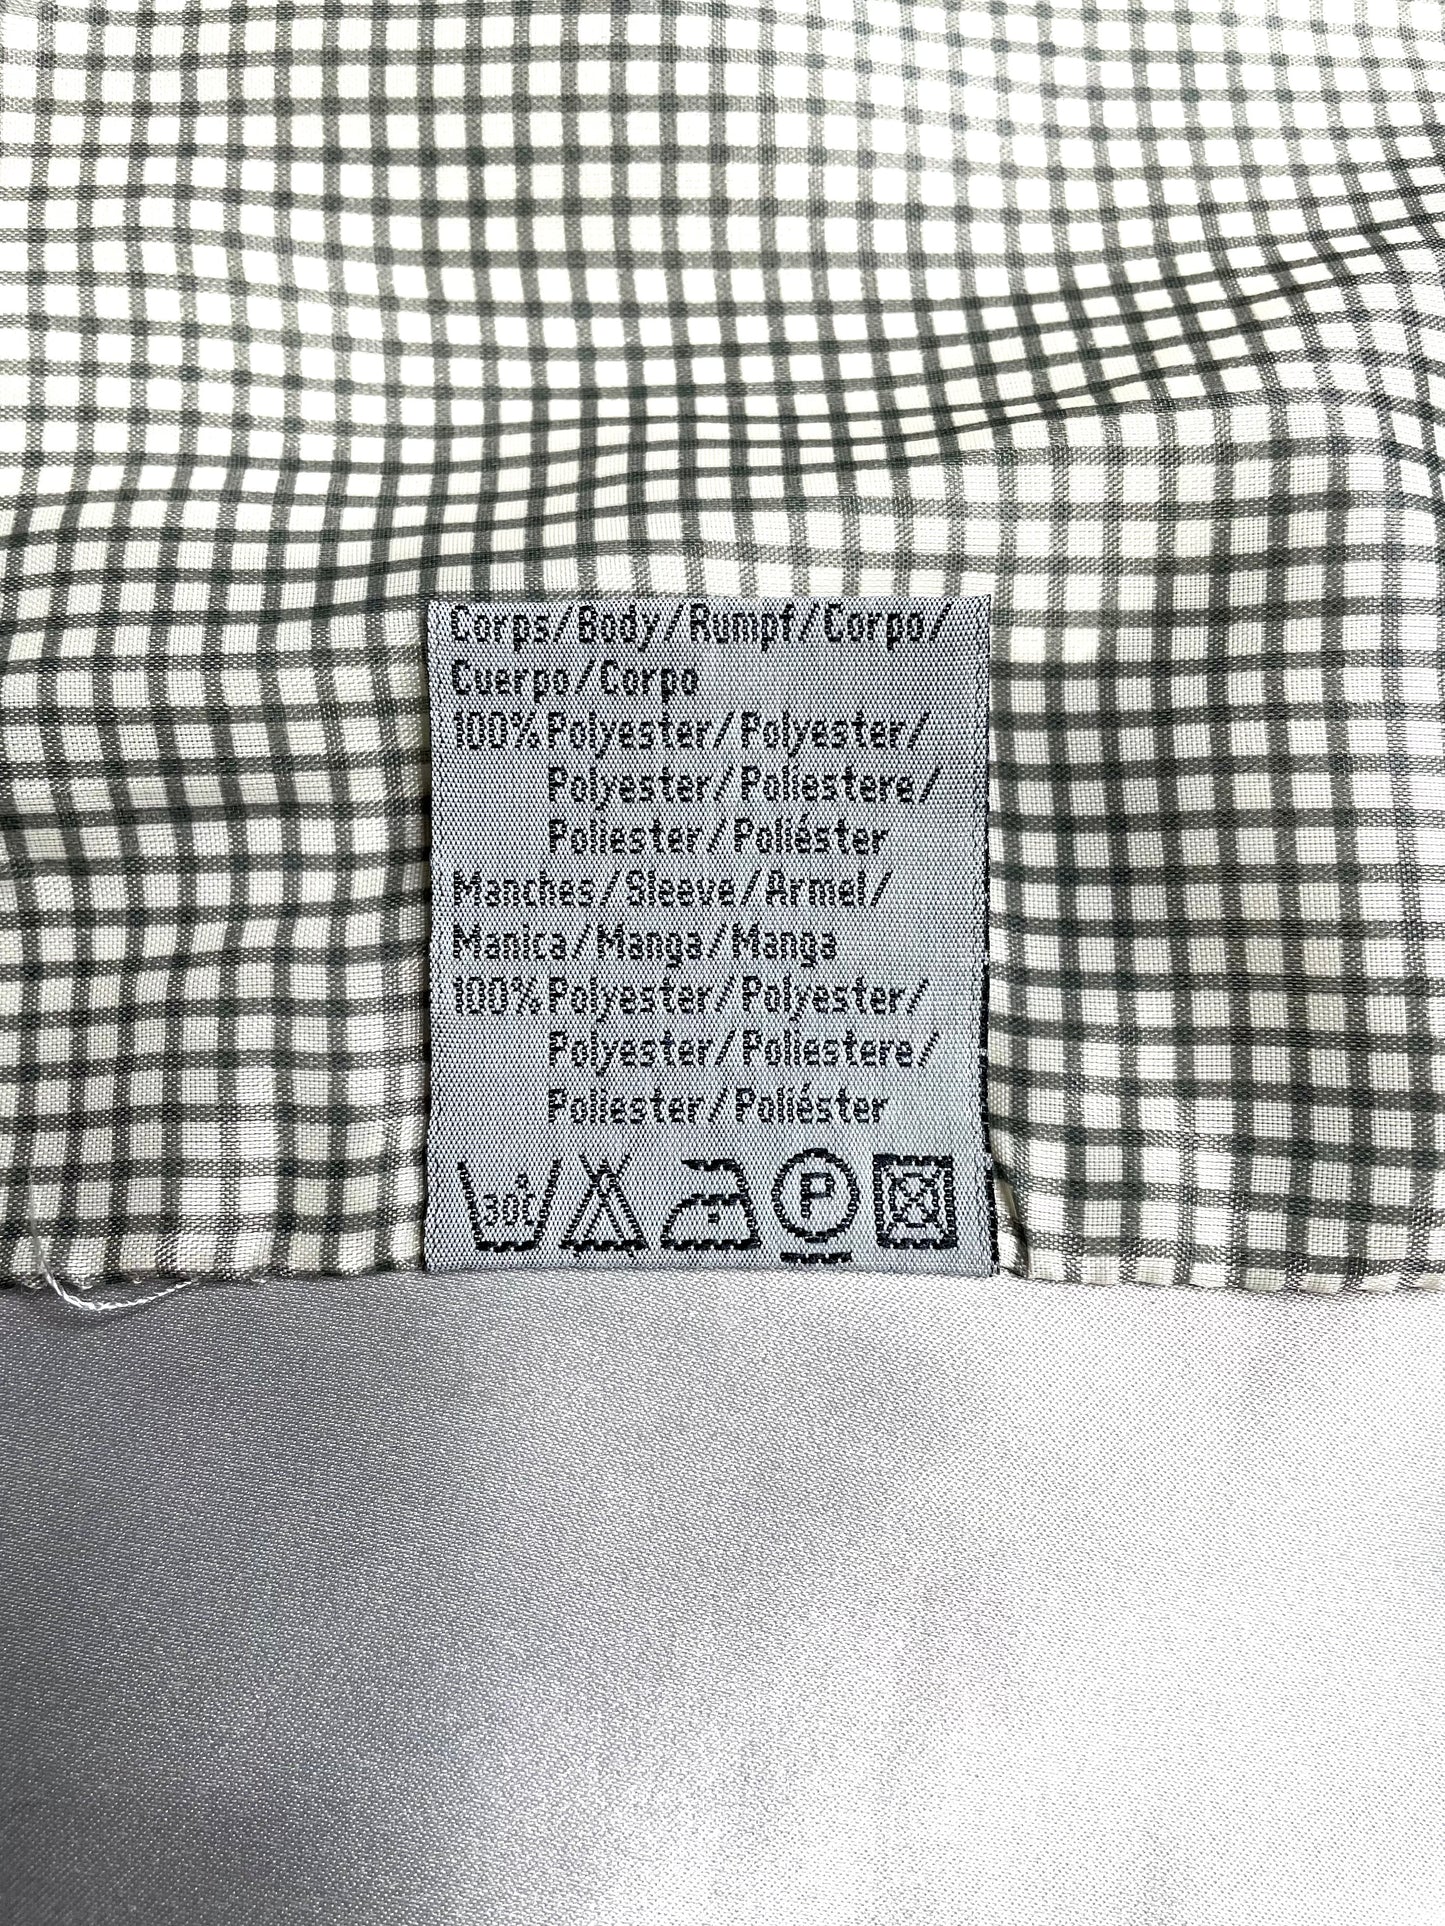 Corps/Body/Rumpf/Corpo/
Cuerpo/Corpo
100% Polyester/Polyester/
Polyester/Poliestere/
Poliester/Poliéster
Manches/Sleeve/Armel/
Manica/Manga/Manga
100% Polyester/Polyester/
Polyester/Poliestere/
Poliester/Poliéster
30° P